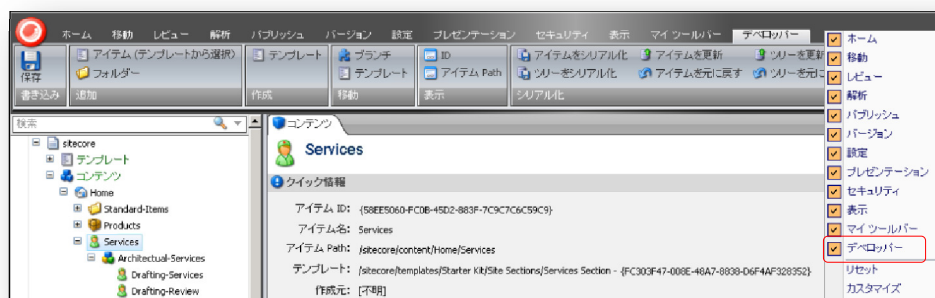 ホーム 移動 レビュー 解析 パブリッシュ バージョン 設定 プレゼンテーション セキュリティ 表示 マイ ツールバー デベロッパー
アイテム (テンプレートから選択) テンプレート ブランチ ID アイテムをシリアル化 アイテムを更新 ツリーを更新
保存 フォルダー テンプレート アイテム Path ツリーをシリアル化 アイテムを元に戻す ツリーを元に
書き込み 追加 作成 移動 表示 シリアル化
検索
sitecore
テンプレート
コンテンツ
Home
Standard-Items
Products
Services
Architectual-Services
Drafting-Services
Drafting-Review
コンテンツ
Services
クイック情報
アイテム ID: {58EE5060-FC0B-45D2-883F-7C9C7C6C59C9}
アイテム名: Services
アイテム Path: /sitecore/content/Home/Services
テンプレート: /sitecore/templates/Starter Kit/Site Sections/Services Section - {FC303F47-008E-48A7-8838-D6F4AF328352}
作成元: [不明]
ホーム
移動
レビュー
解析
パブリッシュ
バージョン
設定
プレゼンテーション
セキュリティ
表示
マイ ツールバー
デベロッパー
リセット
カスタマイズ